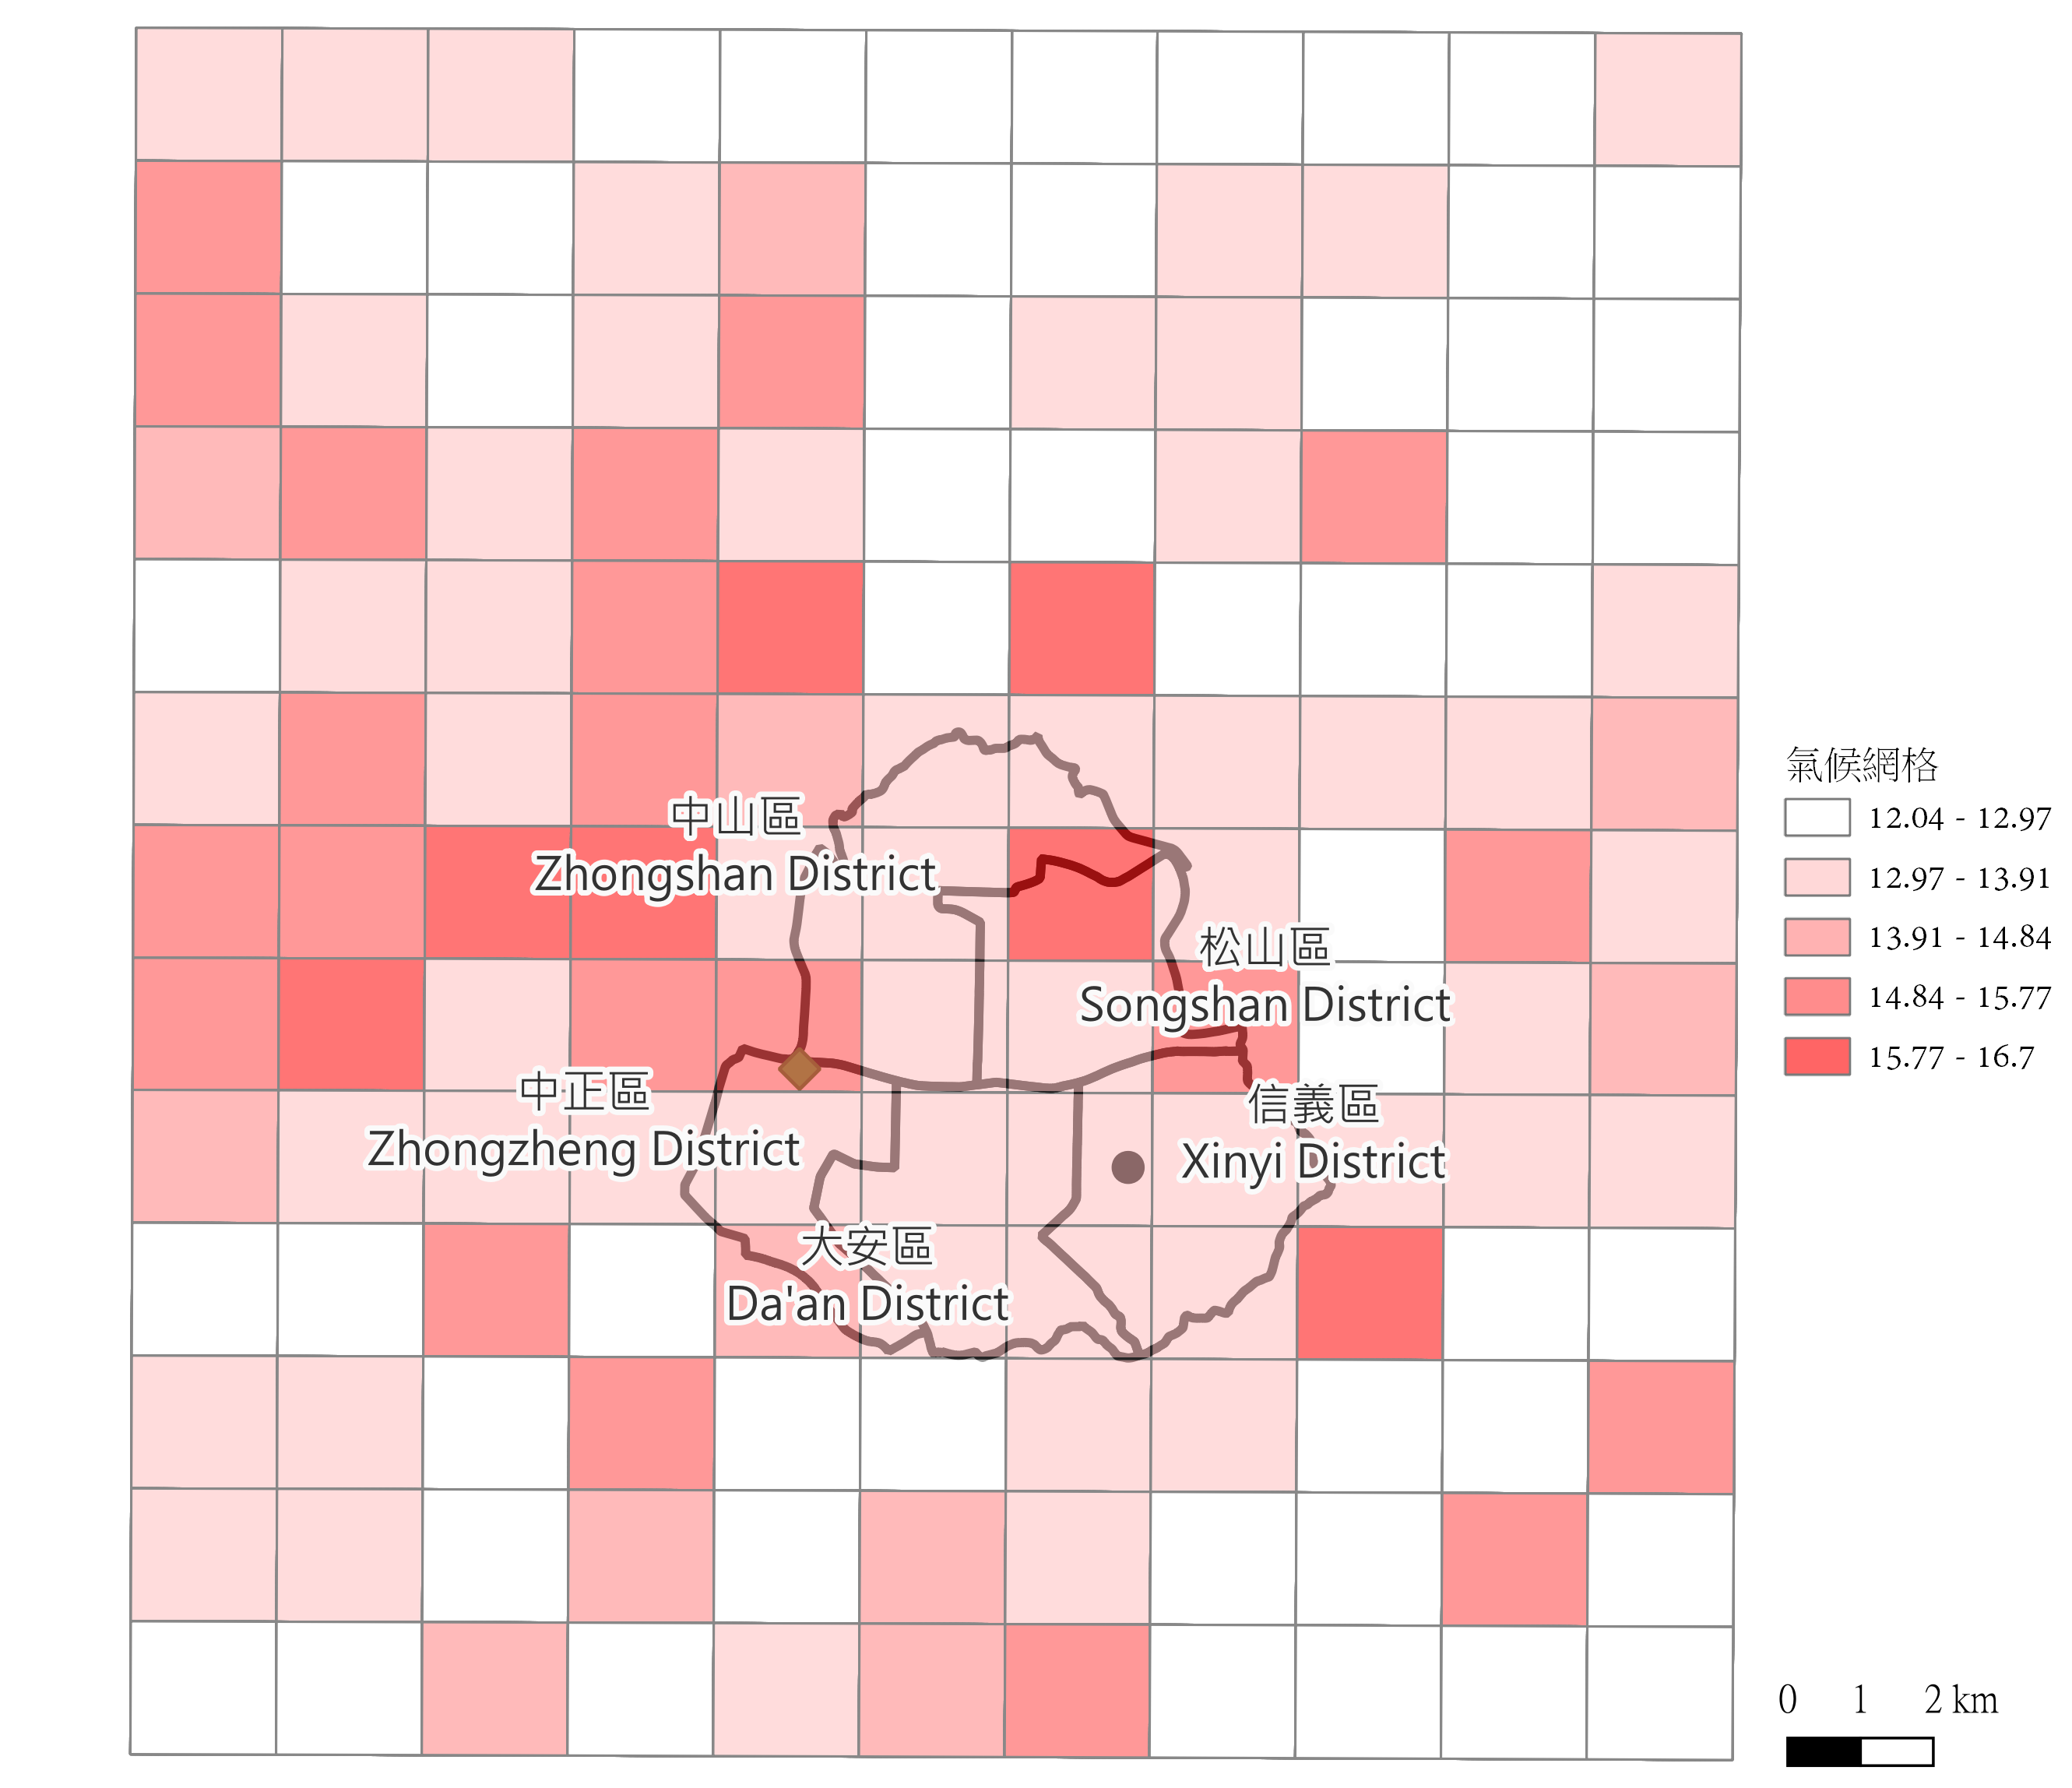 中山區
Zhongshan District
松山區
Songshan District
中正區
Zhongzheng District
信義區
Xinyi District
大安區
Da'an District
氣候網格
12.04 - 12.97
12.97 - 13.91
13.91 - 14.84
14.84 - 15.77
15.77 - 16.7
0 1 2 km